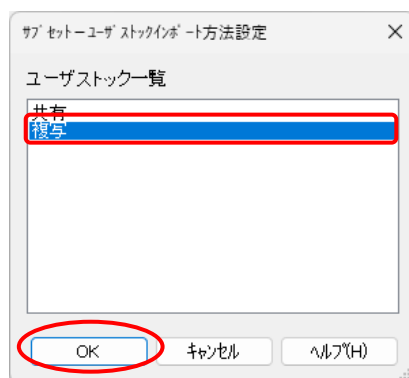 ｻﾌﾞｾｯﾄーﾕｰｻﾞｽﾄｯｸｲﾝﾎﾟｰﾄ方法設定
ユーザストック一覧
共有
複写
OK
ｷｬﾝｾﾙ
ﾍﾙﾌﾟ(H)